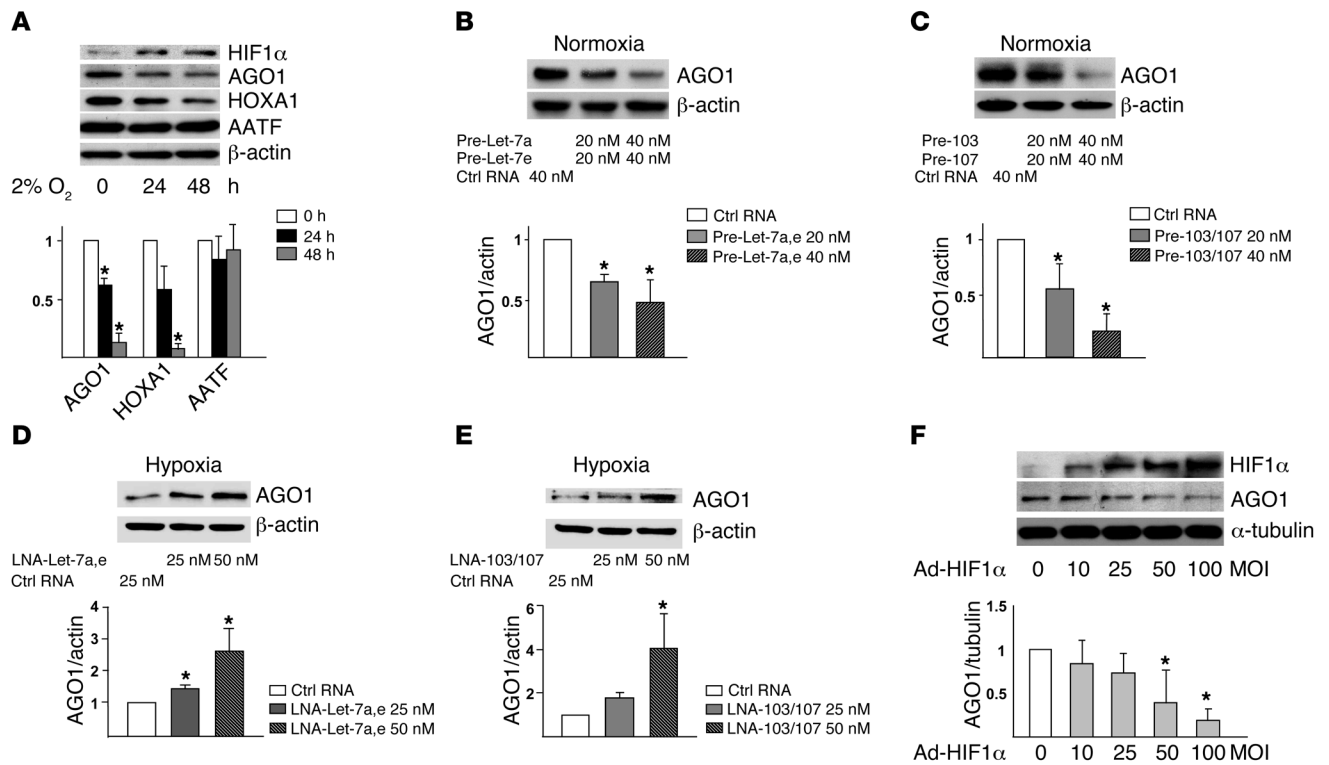 A
HIF1α
AGO1
HOXA1
AATF
β-actin
2% O2 0 24 48 h
0 h
24 h
48 h
1
0.5
* * *
AGO1 HOXA1 AATF
B
Normoxia
AGO1
β-actin
Pre-Let-7a 20 nM 40 nM
Pre-Let-7e 20 nM 40 nM
Ctrl RNA 40 nM
Ctrl RNA
Pre-Let-7a,e 20 nM
Pre-Let-7a,e 40 nM
AGO1/actin
1
0.5
* *
C
Normoxia
AGO1
β-actin
Pre-103 20 nM 40 nM
Pre-107 20 nM 40 nM
Ctrl RNA 40 nM
Ctrl RNA
Pre-103/107 20 nM
Pre-103/107 40 nM
AGO1/actin
1
0.5
* *
D
Hypoxia
AGO1
β-actin
LNA-Let-7a,e 25 nM 50 nM
Ctrl RNA 25 nM
AGO1/actin
4
3
2
1
* *
Ctrl RNA
LNA-Let-7a,e 25 nM
LNA-Let-7a,e 50 nM
E
Hypoxia
AGO1
β-actin
LNA-103/107 25 nM 50 nM
Ctrl RNA 25 nM
AGO1/actin
6
4
2
*
Ctrl RNA
LNA-103/107 25 nM
LNA-103/107 50 nM
F
HIF1α
AGO1
α-tubulin
Ad-HIF1α 0 10 25 50 100 MOI
AGO1/tubulin
1.5
1
0.5
* *
Ad-HIF1α 0 10 25 50 100 MOI